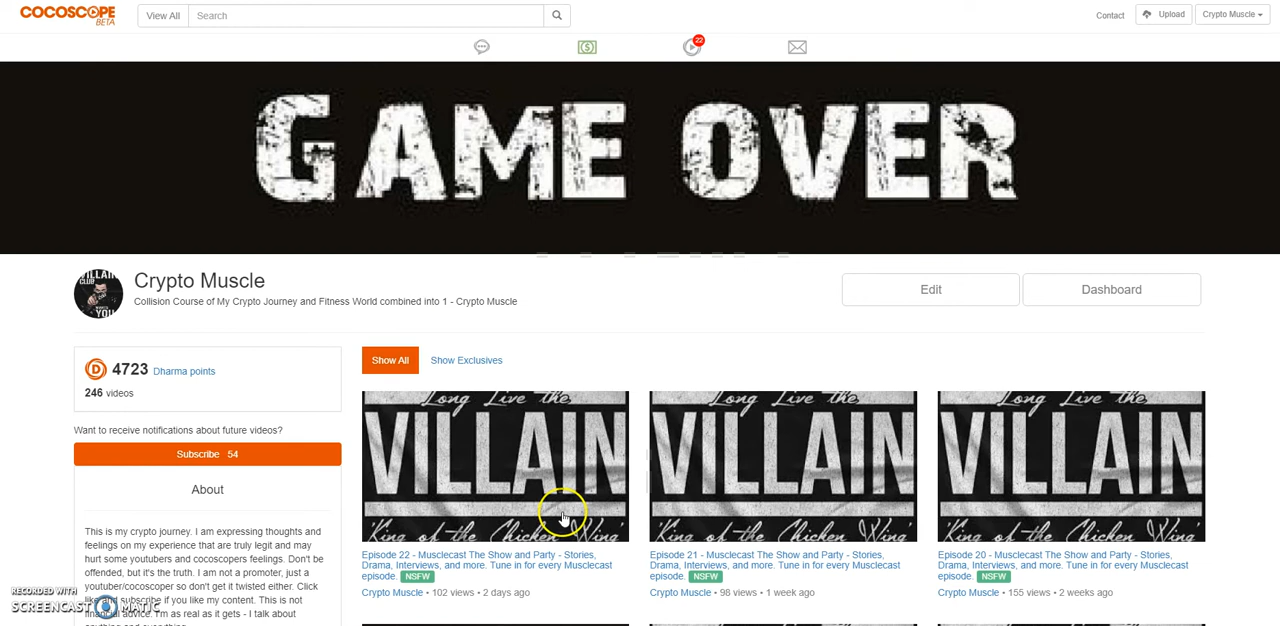 COCOSCOPE
BETA
View All
Search
Contact
Upload
Crypto Muscle
22
GAME OVER
VILLAIN
CLUB
YOU
Crypto Muscle
Collision Course of My Crypto Journey and Fitness World combined into 1 - Crypto Muscle
Edit
Dashboard
4723 Dharma points
246 videos
Want to receive notifications about future videos?
Subscribe 54
About
This is my crypto journey. I am expressing thoughts and
feelings on my experience that are truly legit and may
hurt some youtubers and cocoscopers feelings. Don't be
offended, but it's the truth. I am not a promoter, just a
youtuber/cocoscoper so don't get it twisted either. Click
subscribe if you like my content. This is not
advice. I'm as real as it gets - I talk about
Show All
Show Exclusives
Long Live the
VILLAIN
'King of the Chicken Wing'
Episode 22 - Musclecast The Show and Party - Stories,
Drama, Interviews, and more. Tune in for every Musclecast
episode. NSFW
Crypto Muscle • 102 views • 2 days ago
Long Live the
VILLAIN
'King of the Chicken Wing'
Episode 21 - Musclecast The Show and Party - Stories,
Drama, Interviews, and more. Tune in for every Musclecast
episode. NSFW
Crypto Muscle • 98 views • 1 week ago
Long Live the
VILLAIN
'King of the Chicken Wing'
Episode 20 - Musclecast The Show and Party - Stories,
Drama, Interviews, and more. Tune in for every Musclecast
episode. NSFW
Crypto Muscle • 155 views • 2 weeks ago
RECORDED WITH
SCREENCAST MATIC